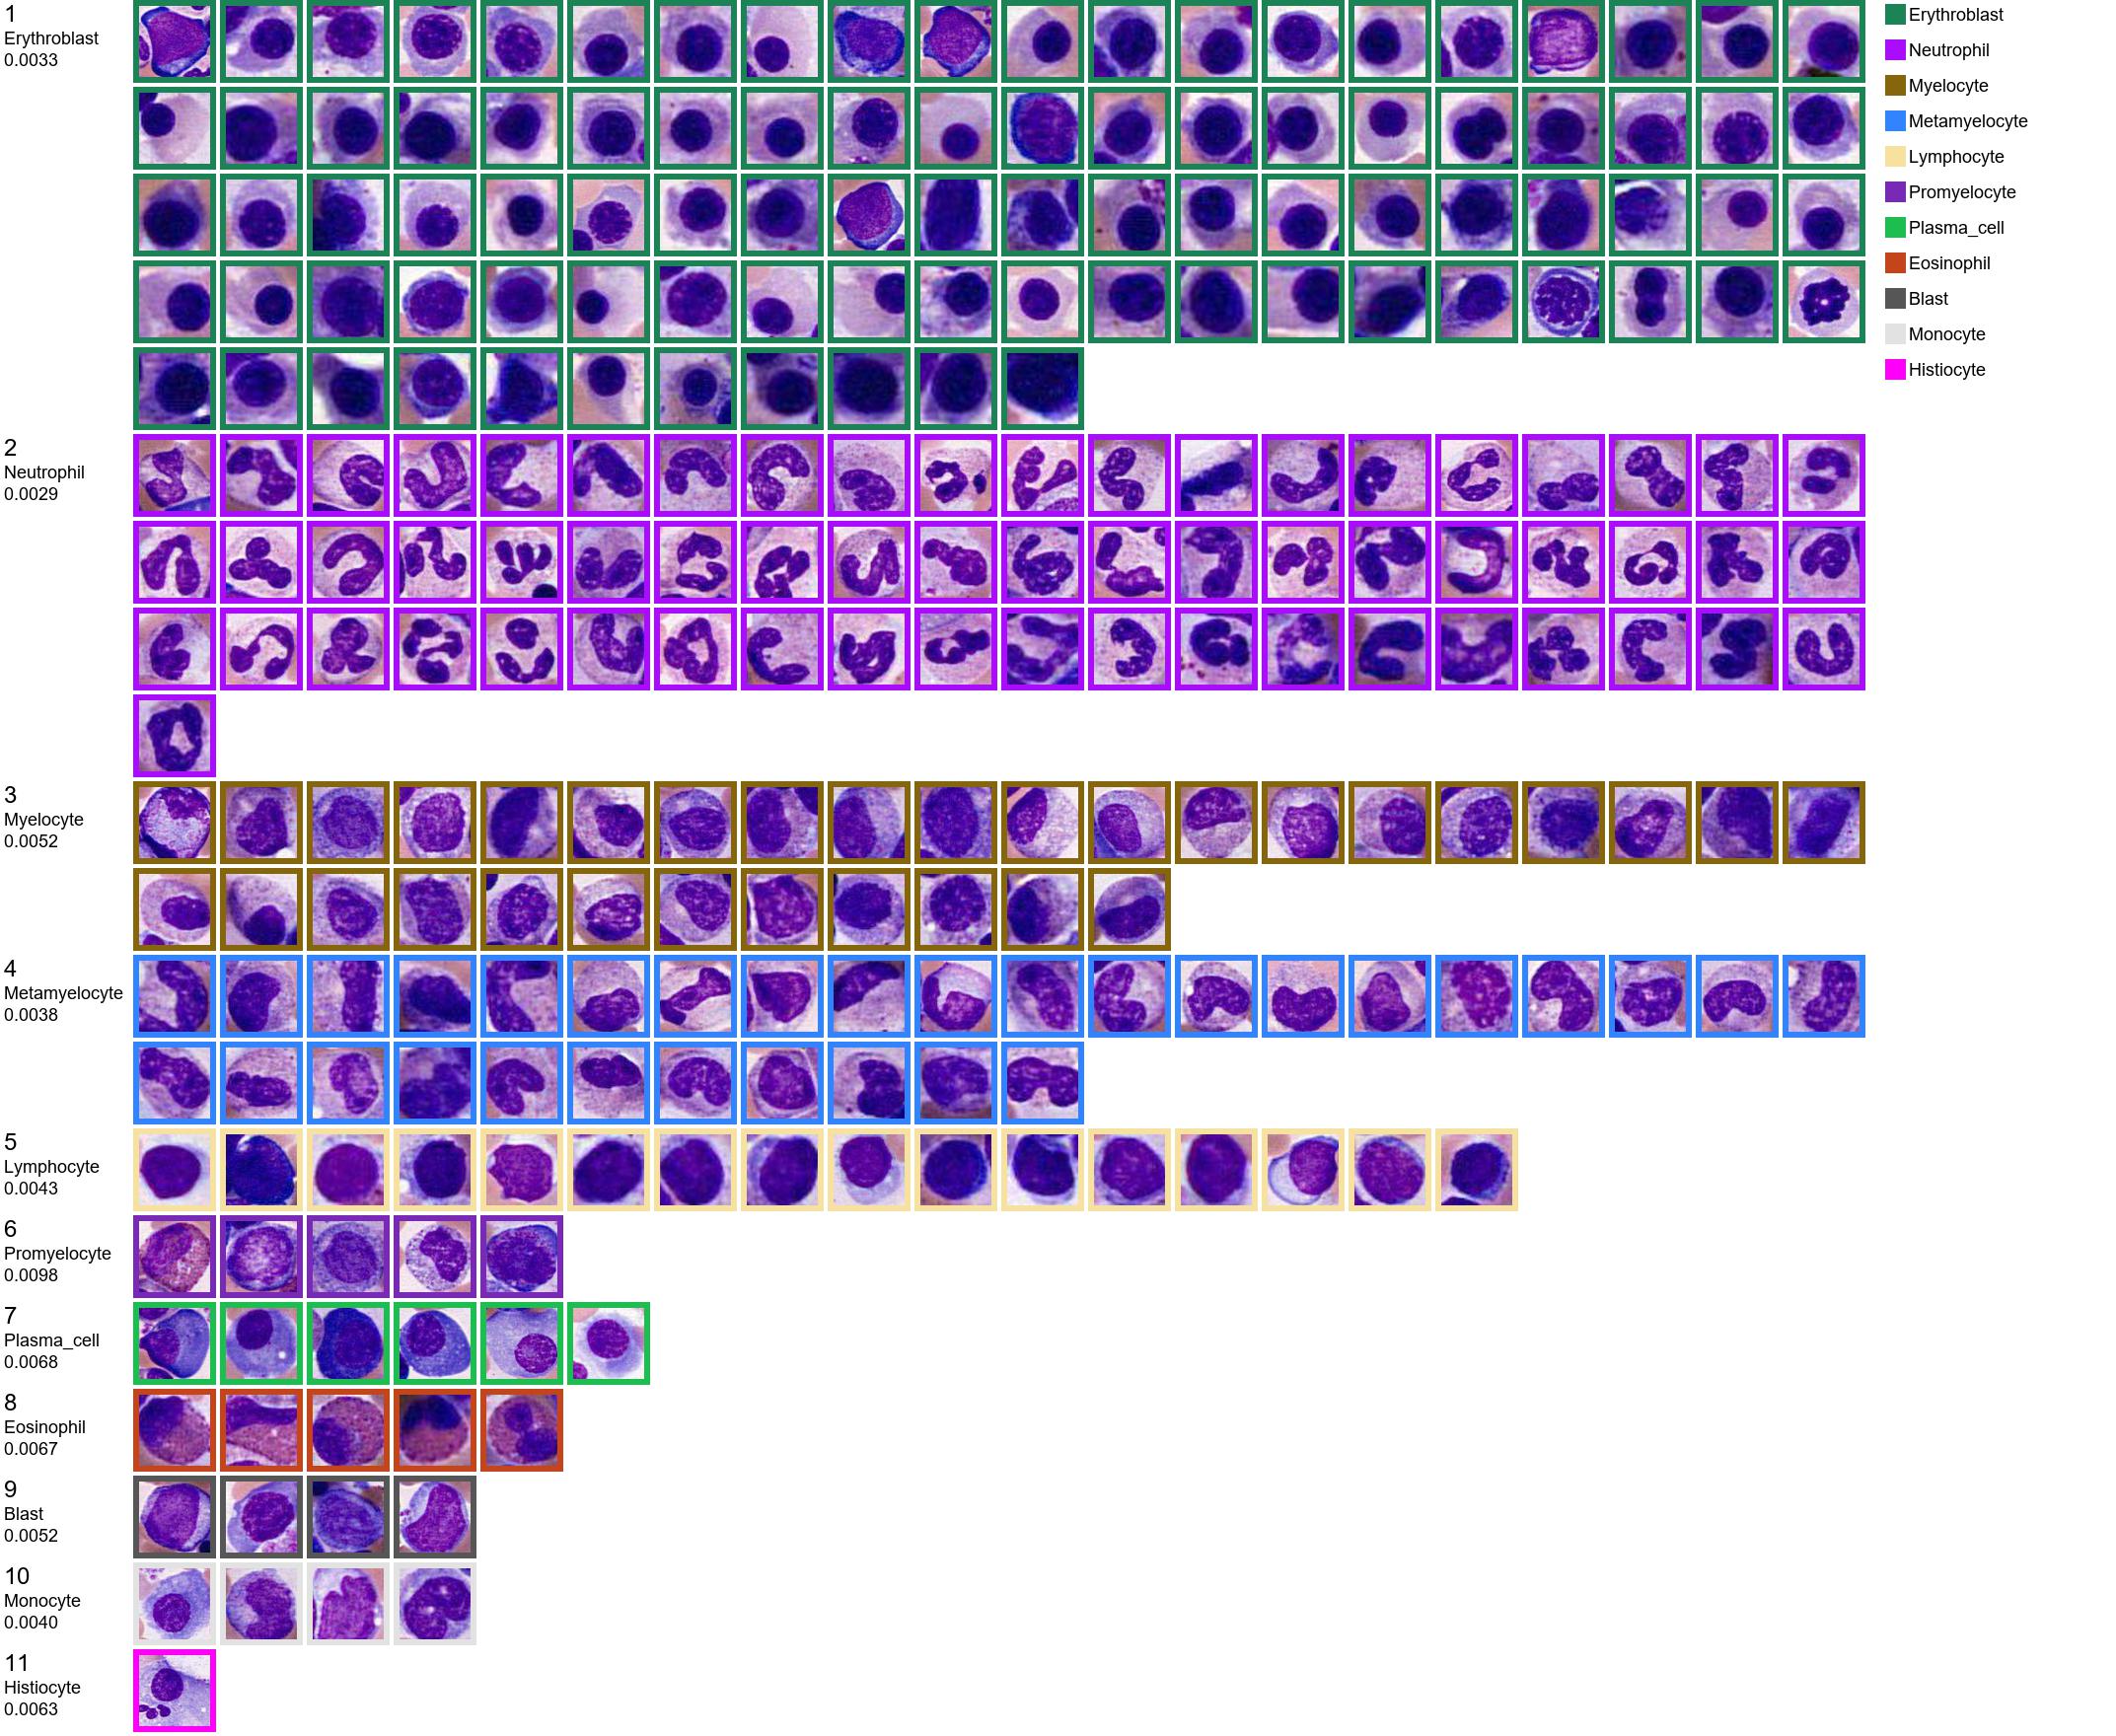 1
Erythroblast
0.0033
2
Neutrophil
0.0029
3
Myelocyte
0.0052
4
Metamyelocyte
0.0038
5
Lymphocyte
0.0043
6
Promyelocyte
0.0098
7
Plasma_cell
0.0068
8
Eosinophil
0.0067
9
Blast
0.0052
10
Monocyte
0.0040
11
Histiocyte
0.0063
Erythroblast
Neutrophil
Myelocyte
Metamyelocyte
Lymphocyte
Promyelocyte
Plasma_cell
Eosinophil
Blast
Monocyte
Histiocyte